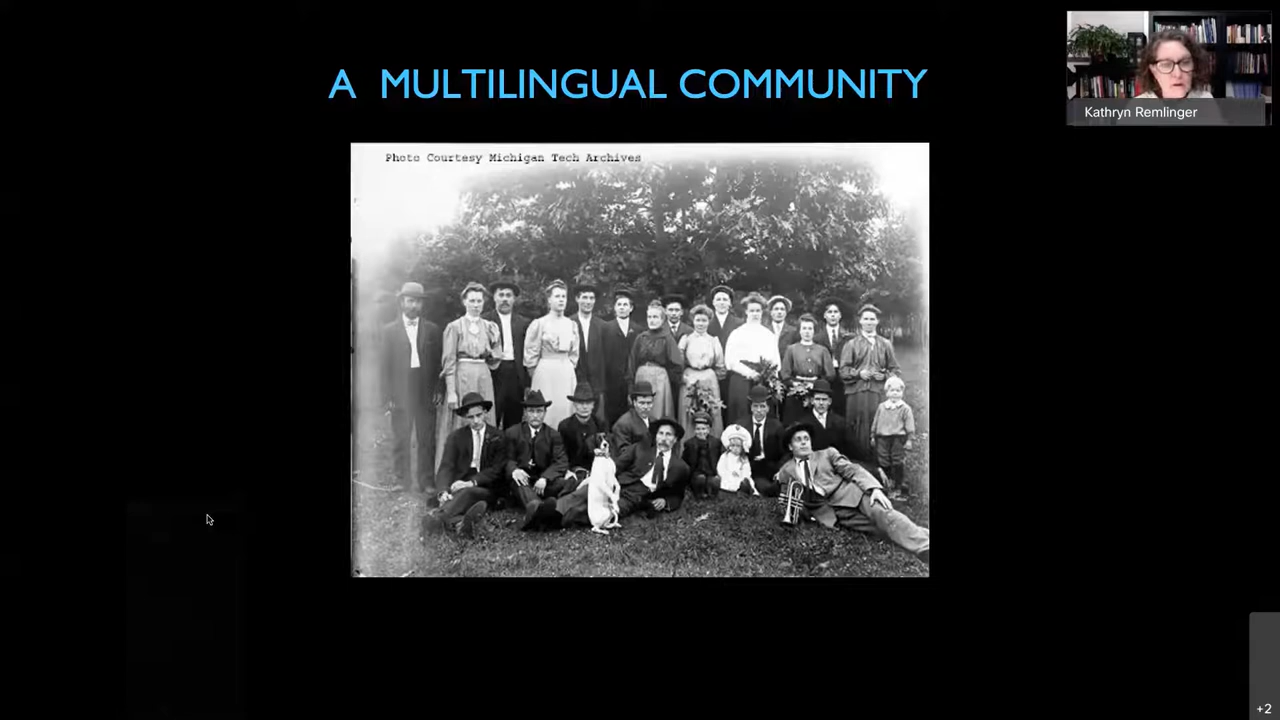 A MULTILINGUAL COMMUNITY
Kathryn Remlinger
Photo Courtesy Michigan Tech Archives
+2